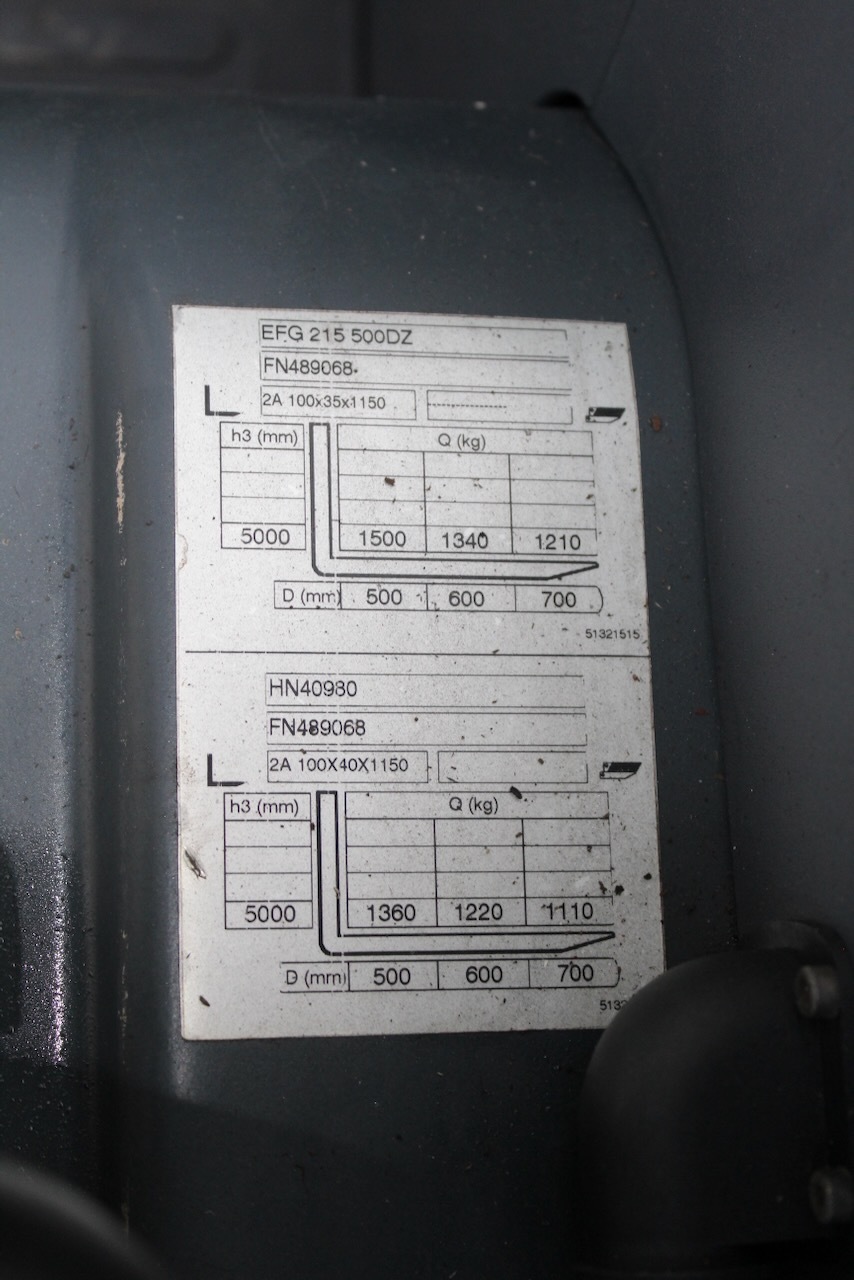 EFG 215 500DZ
FN489068
2A 100x35x1150
h3 (mm) Q (kg)
5000 1500 1340 1210
D (mm) 500 600 700
51321515
HN40980
FN489068
2A 100X40X1150
h3 (mm) Q (kg)
5000 1360 1220 1110
D (mm) 500 600 700